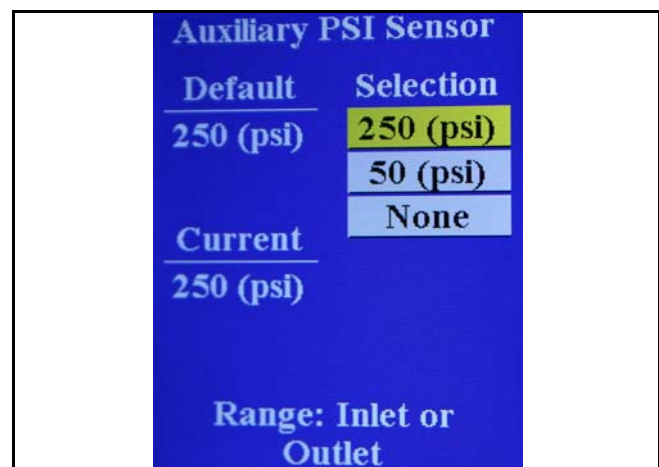 Auxiliary PSI Sensor
Default
Selection
250 (psi)
250 (psi)
50 (psi)
None
Current
250 (psi)
Range: Inlet or
Outlet